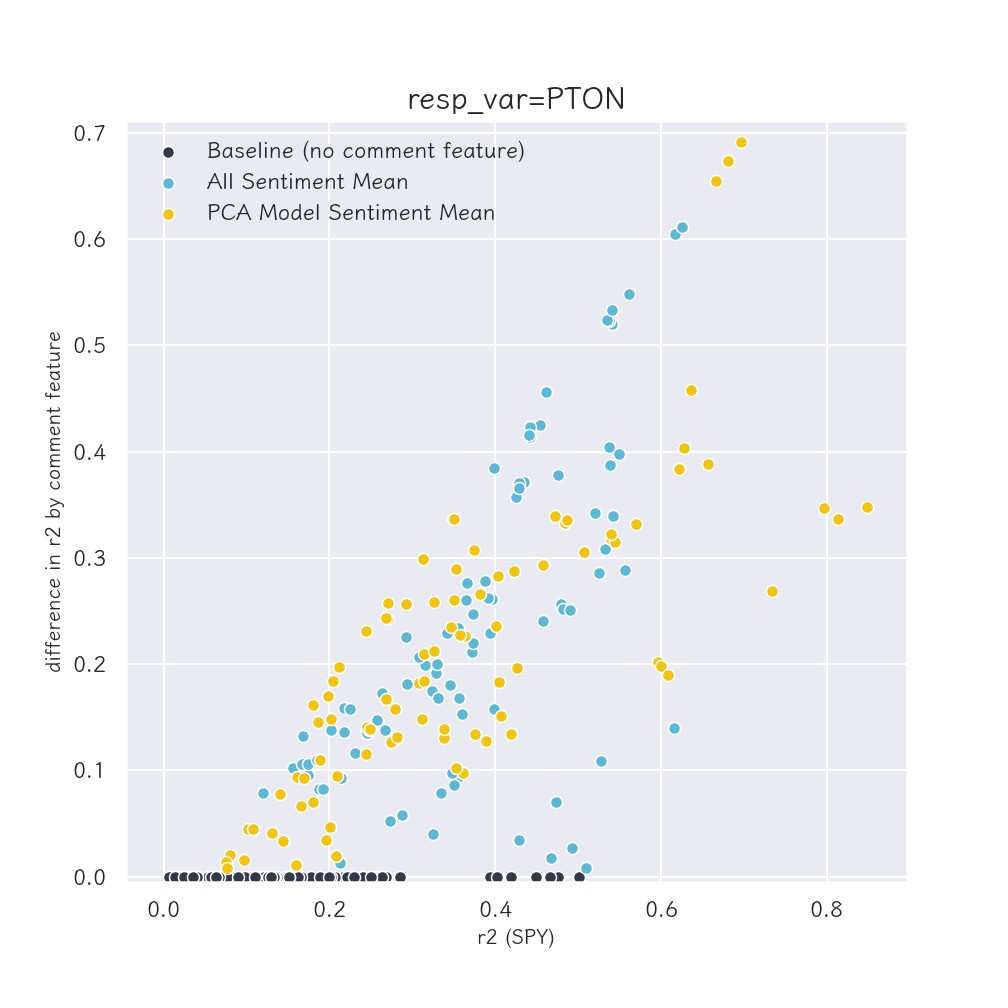 resp_var=PTON
Baseline (no comment feature)
All Sentiment Mean
PCA Model Sentiment Mean
difference in r2 by comment feature
0.7
0.6
0.5
0.4
0.3
0.2
0.1
0.0
0.0 0.2 0.4 0.6 0.8
r2 (SPY)